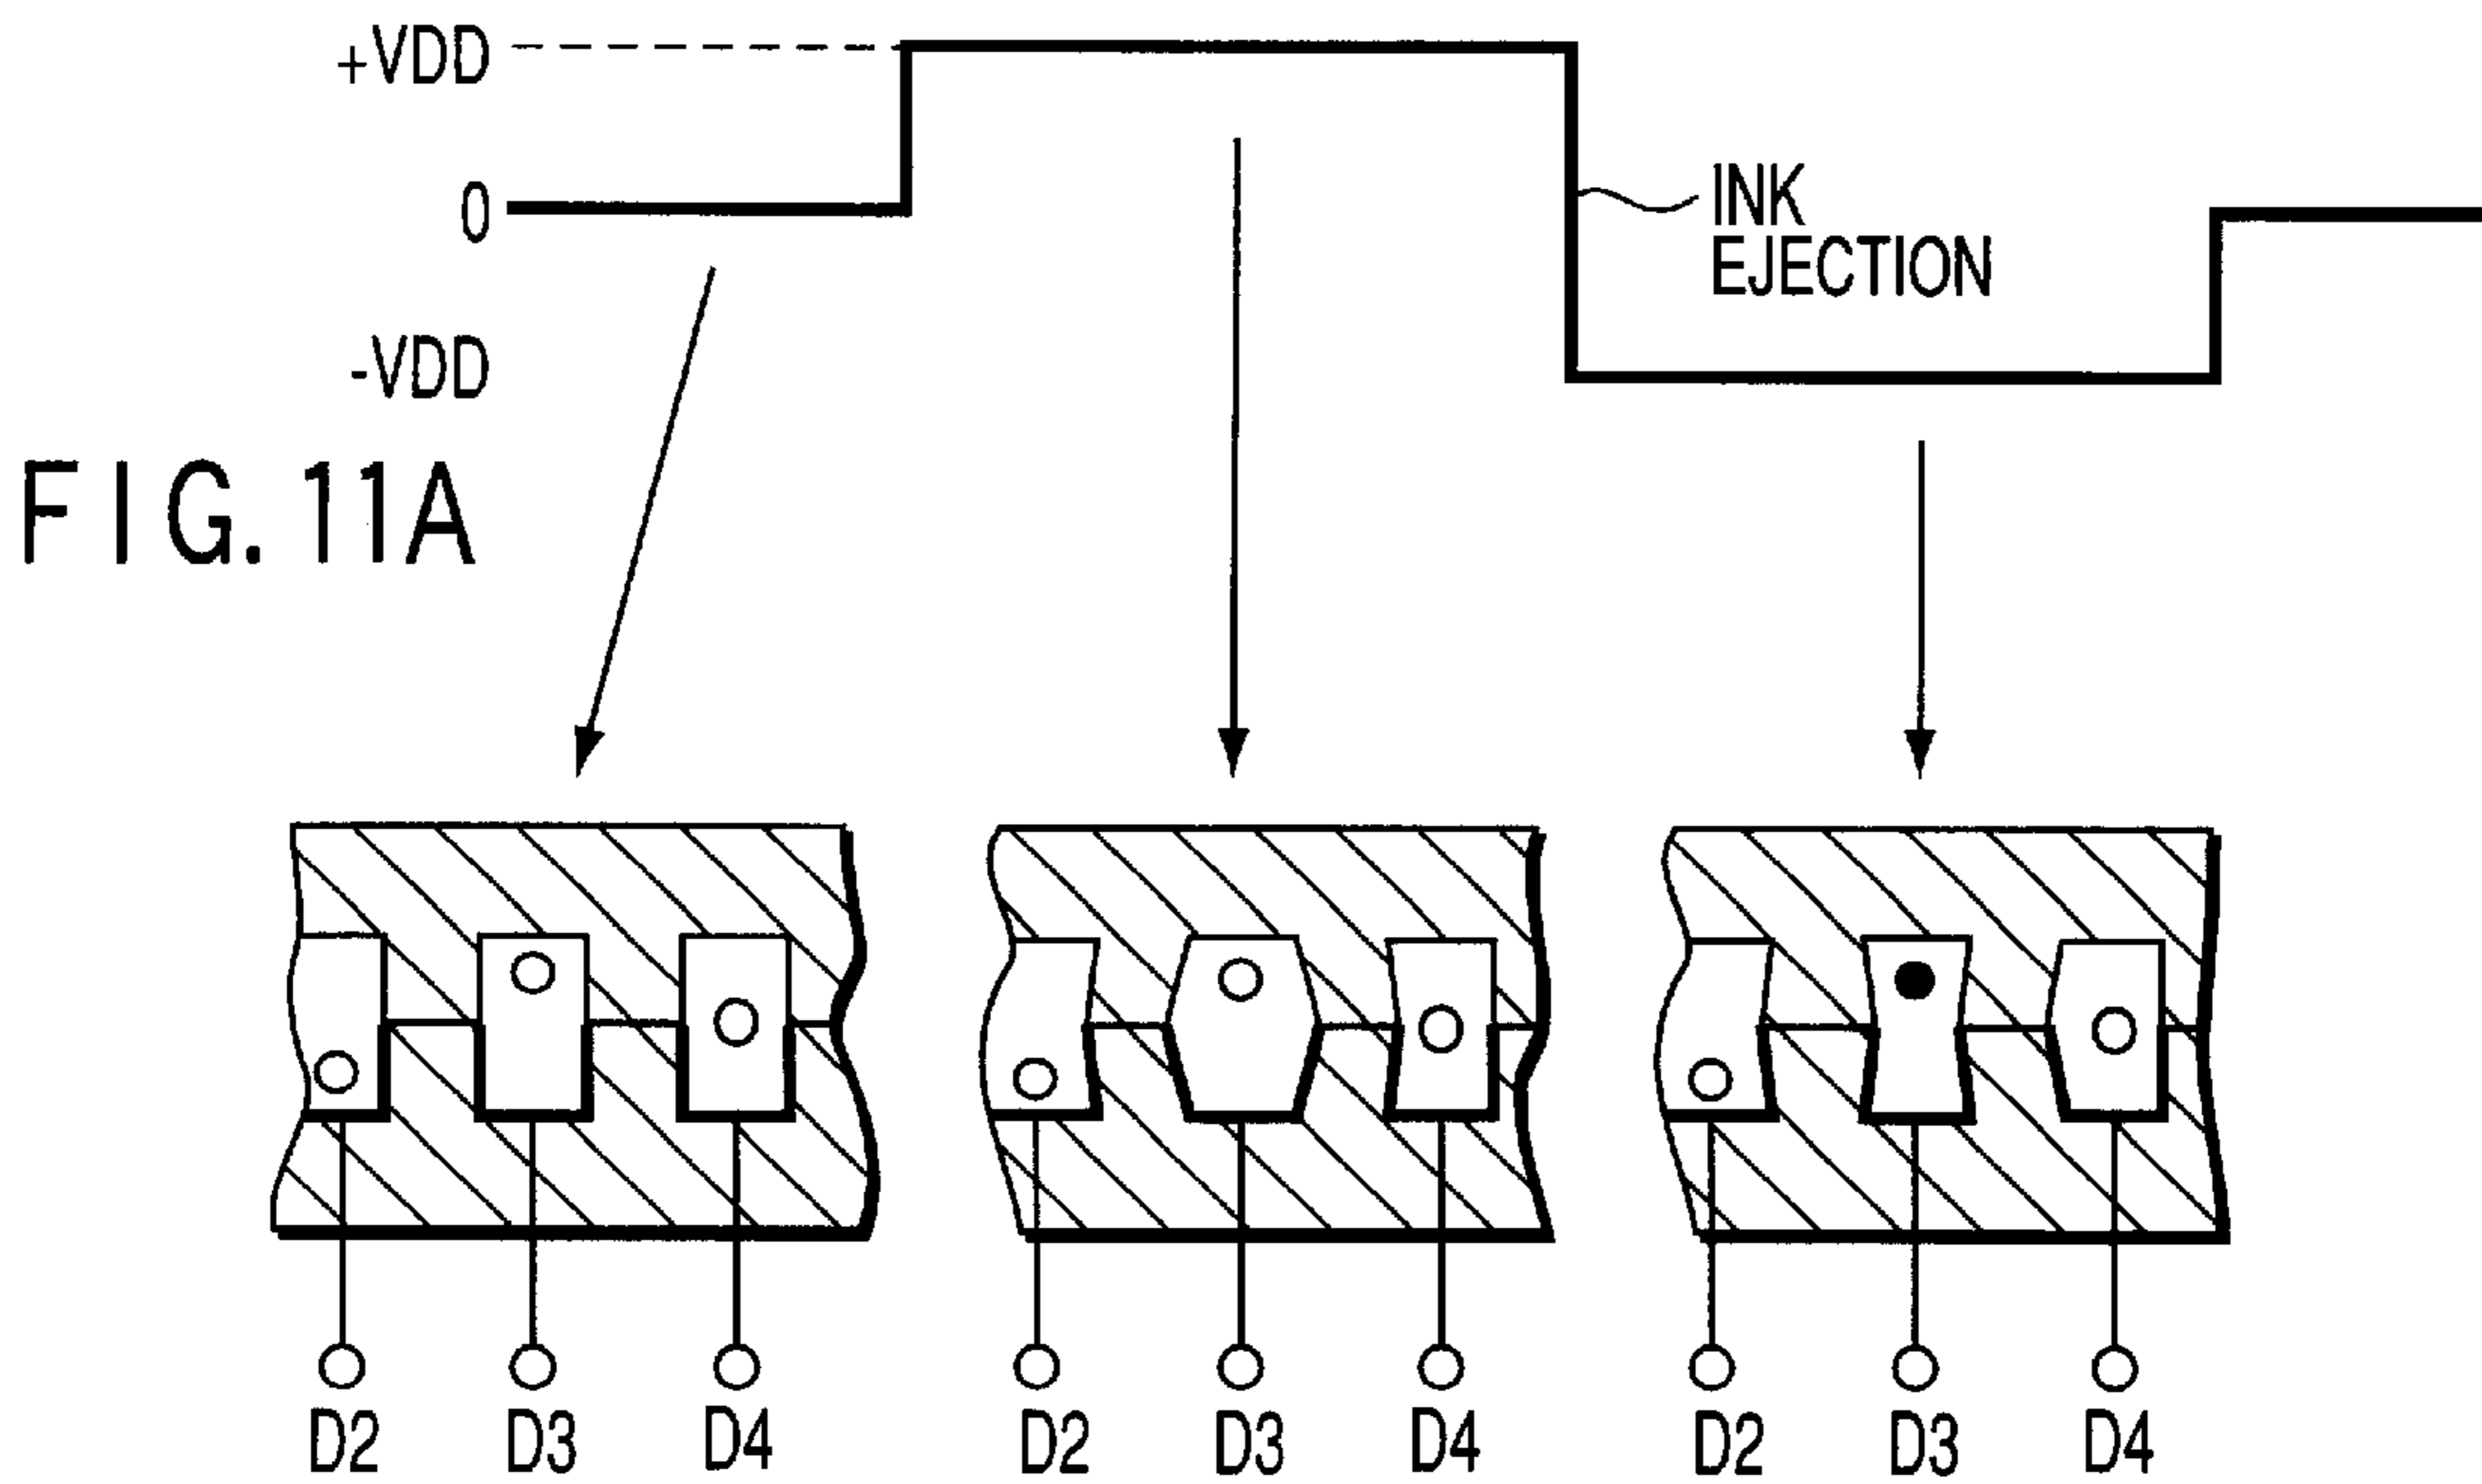 +VDD
0
-VDD
INK
EJECTION
FIG. 11A
D2 D3 D4 D2 D3 D4 D2 D3 D4